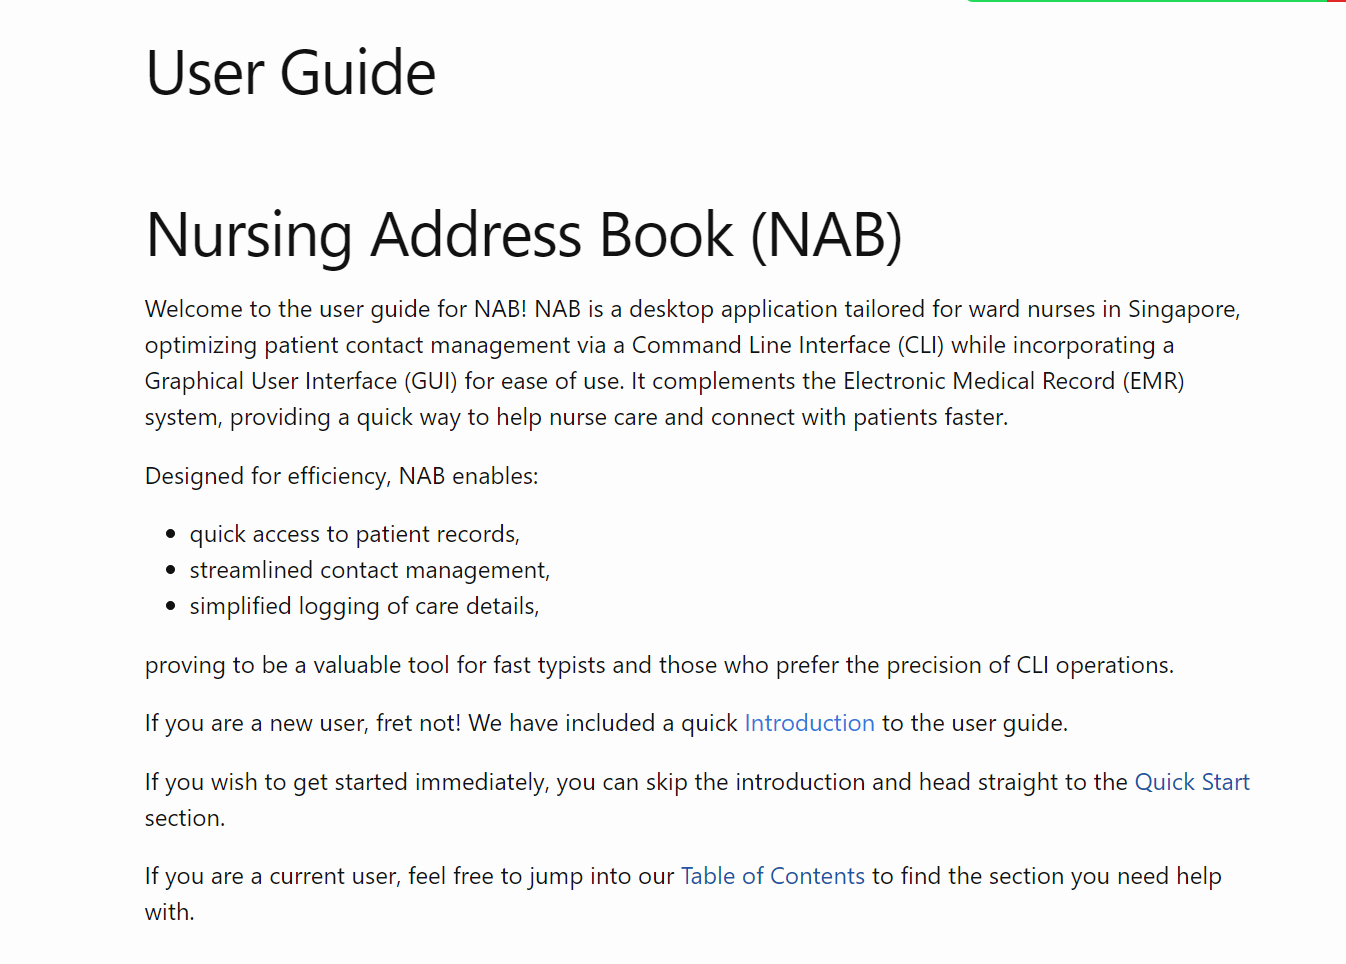 User Guide
Nursing Address Book (NAB)
Welcome to the user guide for NAB! NAB is a desktop application tailored for ward nurses in Singapore,
optimizing patient contact management via a Command Line Interface (CLI) while incorporating a
Graphical User Interface (GUI) for ease of use. It complements the Electronic Medical Record (EMR)
system, providing a quick way to help nurse care and connect with patients faster.
Designed for efficiency, NAB enables:
• quick access to patient records,
• streamlined contact management,
• simplified logging of care details,
proving to be a valuable tool for fast typists and those who prefer the precision of CLI operations.
If you are a new user, fret not! We have included a quick Introduction to the user guide.
If you wish to get started immediately, you can skip the introduction and head straight to the Quick Start
section.
If you are a current user, feel free to jump into our Table of Contents to find the section you need help
with.